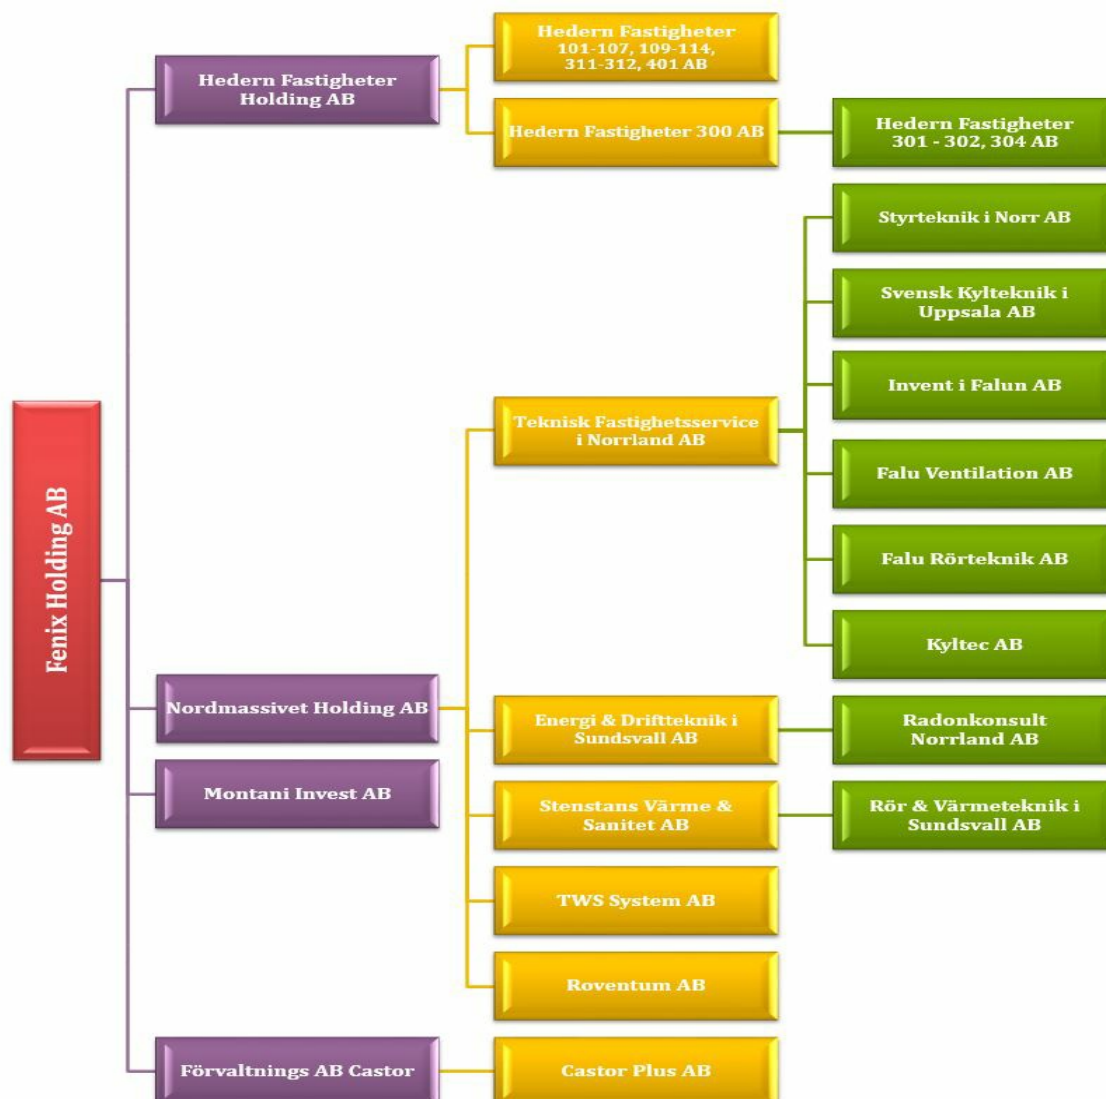 Fenix Holding AB
Hedern Fastigheter
Holding AB
Hedern Fastigheter
101-107, 109-114,
311-312, 401 AB
Hedern Fastigheter 300 AB
Hedern Fastigheter
301 - 302, 304 AB
Nordmassivet Holding AB
Teknisk Fastighetsservice
i Norrland AB
Styrteknik i Norr AB
Svensk Kylteknik i
Uppsala AB
Invent i Falun AB
Falu Ventilation AB
Falu Rörteknik AB
Kyltec AB
Energi & Driftteknik i
Sundsvall AB
Radonkonsult
Norrland AB
Stenstans Värme &
Sanitet AB
Rör & Värmeteknik i
Sundsvall AB
TWS System AB
Roventum AB
Montani Invest AB
Förvaltnings AB Castor
Castor Plus AB